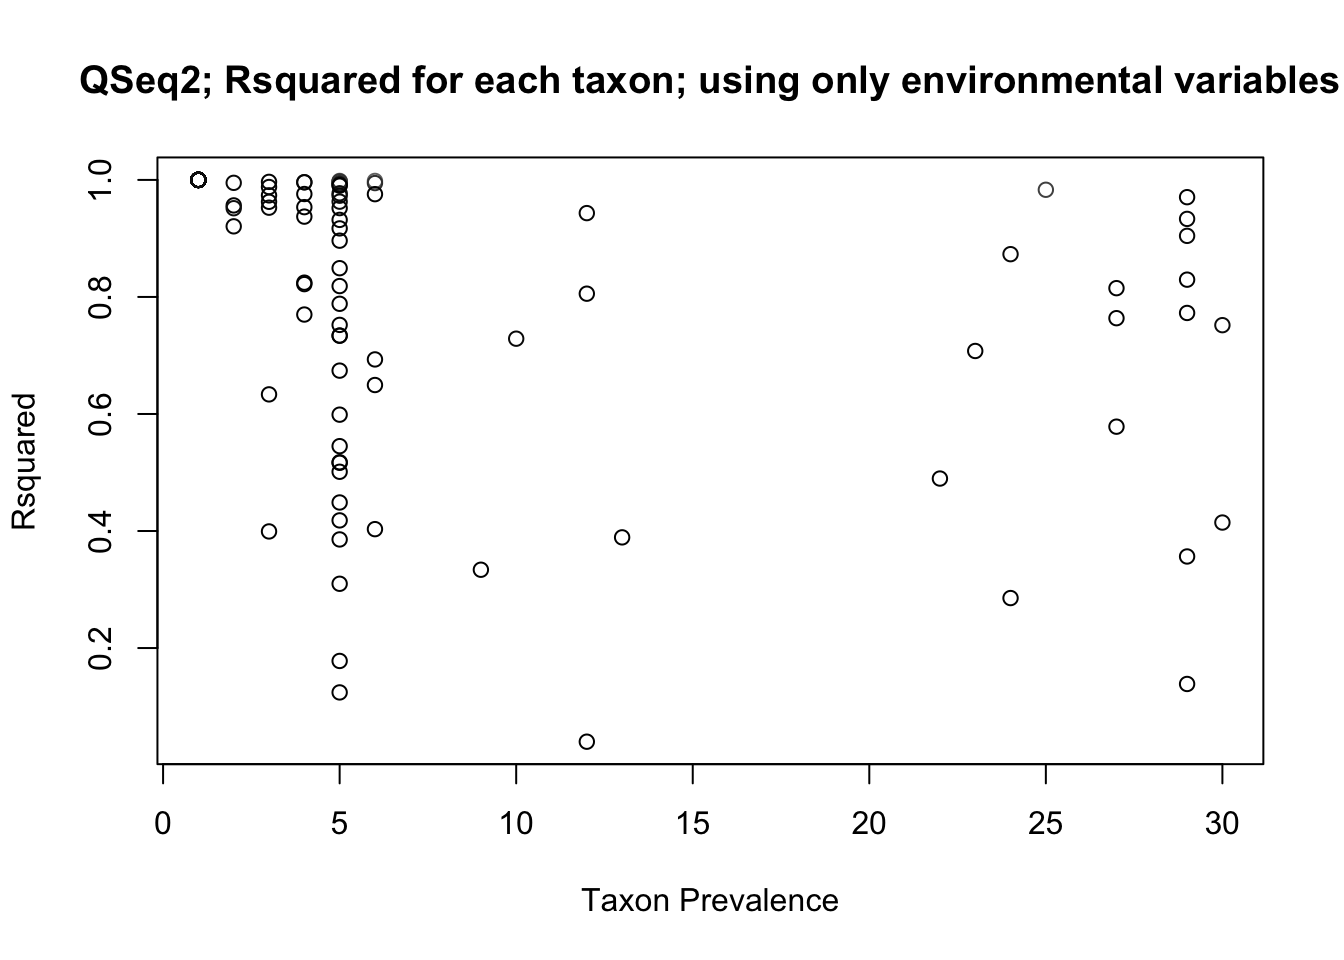 QSeq2; Rsquared for each taxon; using only environmental variables
1.0
0.8
0.6
0.4
0.2
Rsquared
0 5 10 15 20 25 30
Taxon Prevalence